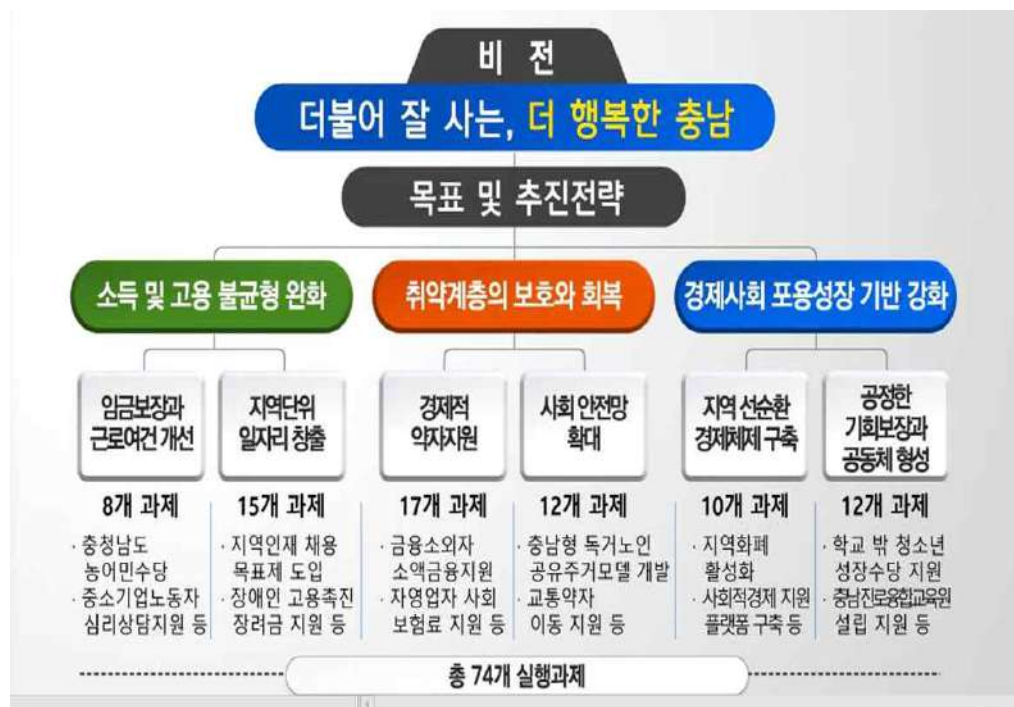 비 전
더불어 잘 사는, 더 행복한 충남
목표 및 추진전략
소득 및 고용 불균형 완화
임금보장과
근로여건 개선
8개 과제
· 충청남도
농어민수당
· 중소기업노동자
심리상담지원 등
지역단위
일자리 창출
15개 과제
· 지역인재 채용
목표제 도입
· 장애인 고용촉진
장려금 지원 등
취약계층의 보호와 회복
경제적
약자지원
17개 과제
· 금융소외자
소액금융지원
· 자영업자 사회
보험료 지원 등
사회 안전망
확대
12개 과제
· 충남형 독거노인
공유주거모델 개발
· 교통약자
이동 지원 등
경제사회 포용성장 기반 강화
지역 선순환
경제체제 구축
10개 과제
· 지역화폐
활성화
· 사회적경제 지원
플랫폼 구축 등
공정한
기회보장과
공동체 형성
12개 과제
· 학교 밖 청소년
성장수당 지원
· 충남진로융합교육원
설립 지원 등
총 74개 실행과제